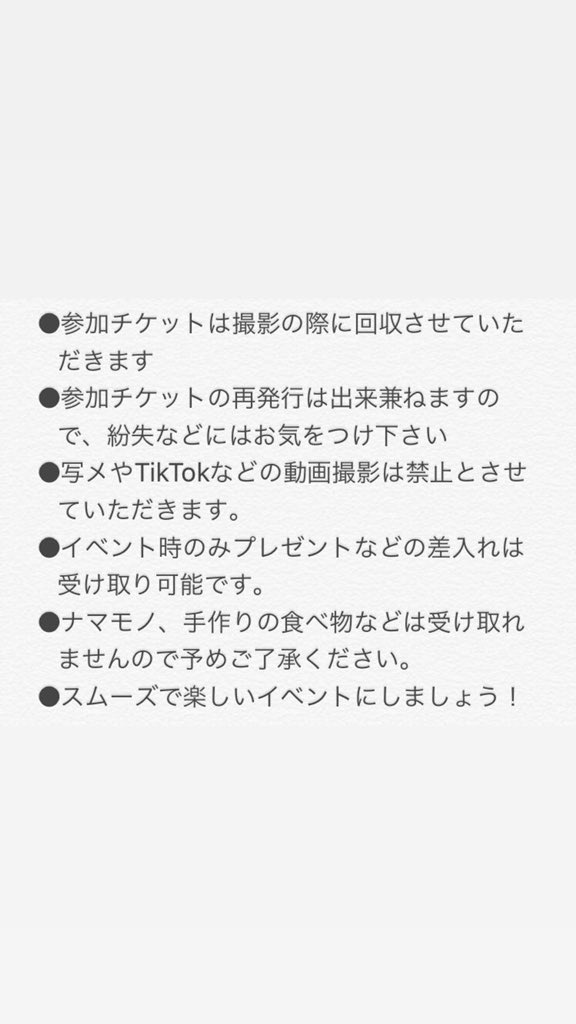 ●参加チケットは撮影の際に回収させていた
だきます
●参加チケットの再発行は出来兼ねますの
で、紛失などにはお気をつけ下さい
●写メやTikTokなどの動画撮影は禁止とさせ
ていただきます。
●イベント時のみプレゼントなどの差入れは
受け取り可能です。
●ナマモノ、手作りの食べ物などは受け取れ
ませんので予めご了承ください。
●スムーズで楽しいイベントにしましょう！